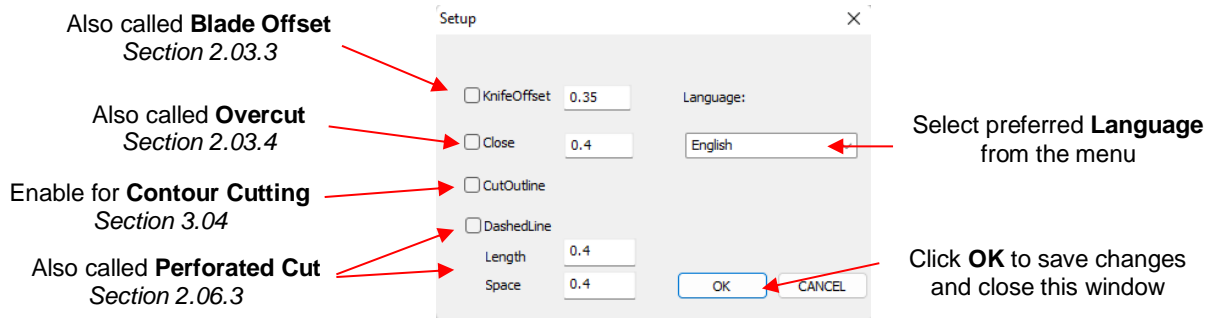 Setup
Also called Blade Offset
Section 2.03.3
KnifeOffset 0.35 Language:
Also called Overcut
Section 2.03.4
Close 0.4 English
Select preferred Language
from the menu
CutOutline
Enable for Contour Cutting
Section 3.04
DashedLine
Length 0.4
Also called Perforated Cut
Section 2.06.3
Space 0.4 OK CANCEL
Click OK to save changes
and close this window